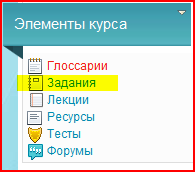 Элементы курса
Глоссарии
Задания
Лекции
Ресурсы
Тесты
Форумы